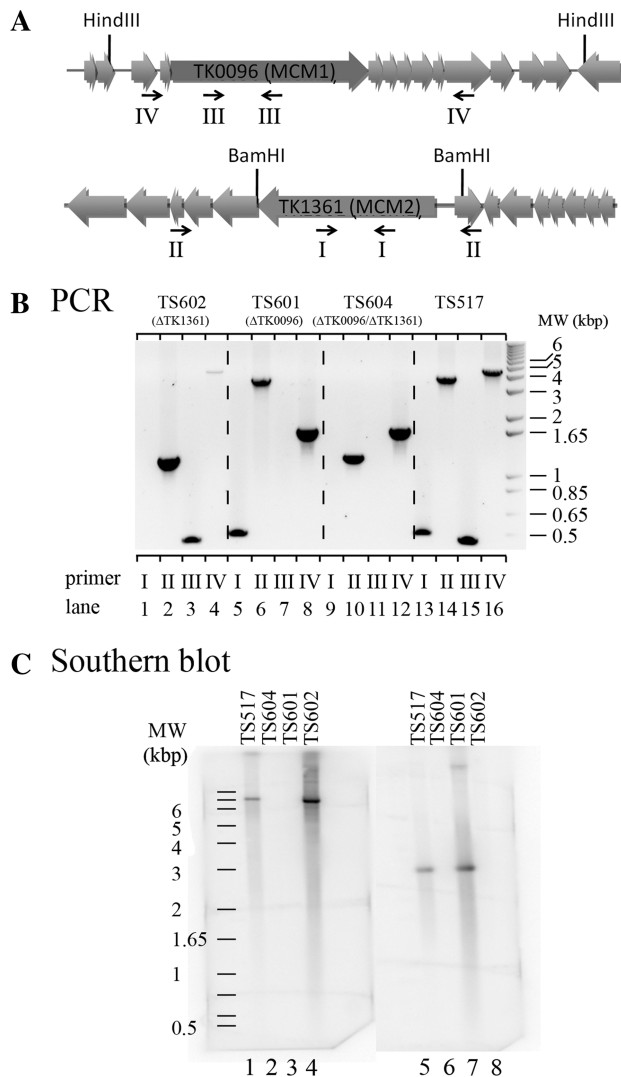 A
HindIII HindIII
TK0096 (MCM1)
IV III III IV
BamHI BamHI
TK1361 (MCM2)
II I I II
B PCR
TS602 TS601 TS604 TS517
(ΔTK1361) (ΔTK0096) (ΔTK0096/ΔTK1361)
MW (kbp)
6
5
4
3
2
1.65
1
0.85
0.65
0.5
primer I II III IV I II III IV I II III IV I II III IV
lane 1 2 3 4 5 6 7 8 9 10 11 12 13 14 15 16
C Southern blot
MW (kbp)
TS517 TS604 TS601 TS602 TS517 TS604 TS601 TS602
6
5
4
3
2
1.65
1
0.5
1 2 3 4 5 6 7 8